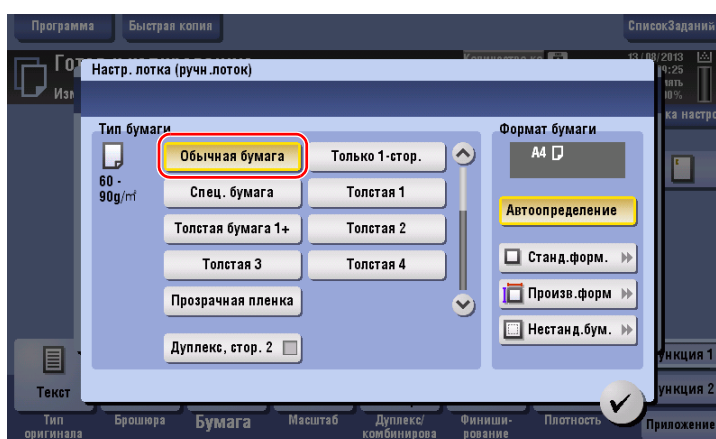 Программа
Быстрая копия
СписокЗаданий
13/08/2013
9:25
Настр. лотка (ручн.лоток)
Тип бумаги
Формат бумаги
60 -
90g/m²
Обычная бумага
Только 1-стор.
A4
Спец. бумага
Толстая 1
Автоопределение
Толстая бумага 1+
Толстая 2
Толстая 3
Толстая 4
Станд.форм.
Прозрачная пленка
Произв.форм
Нестанд.бум.
Дуплекс, стор. 2
Текст
Тип
оригинала
Брошюра
Бумага
Масштаб
Дуплекс/
комбинирова
Финиши-
рование
Плотность
Приложение